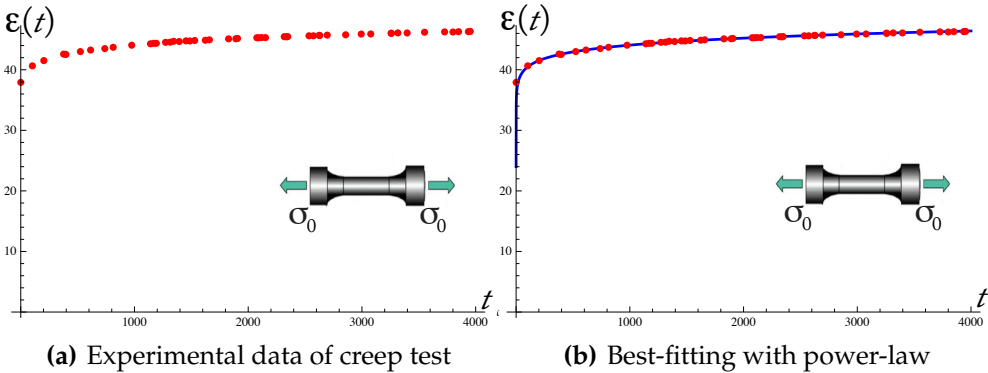 ε(t)
40
30
20
10
1000
2000
3000
4000
t
σ₀
σ₀
(a) Experimental data of creep test
ε(t)
40
30
20
10
1000
2000
3000
4000
t
σ₀
σ₀
(b) Best-fitting with power-law